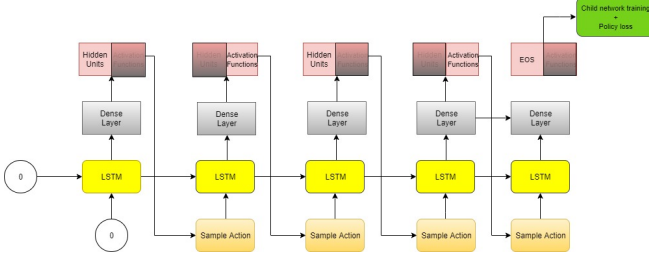 Child network training
+
Policy loss
Hidden
Units
Activation
Functions
Hidden
Units
Activation
Functions
EOS
Dense
Layer
Dense
Layer
Dense
Layer
Dense
Layer
Dense
Layer
0
LSTM
LSTM
LSTM
LSTM
LSTM
0
Sample Action
Sample Action
Sample Action
Sample Action